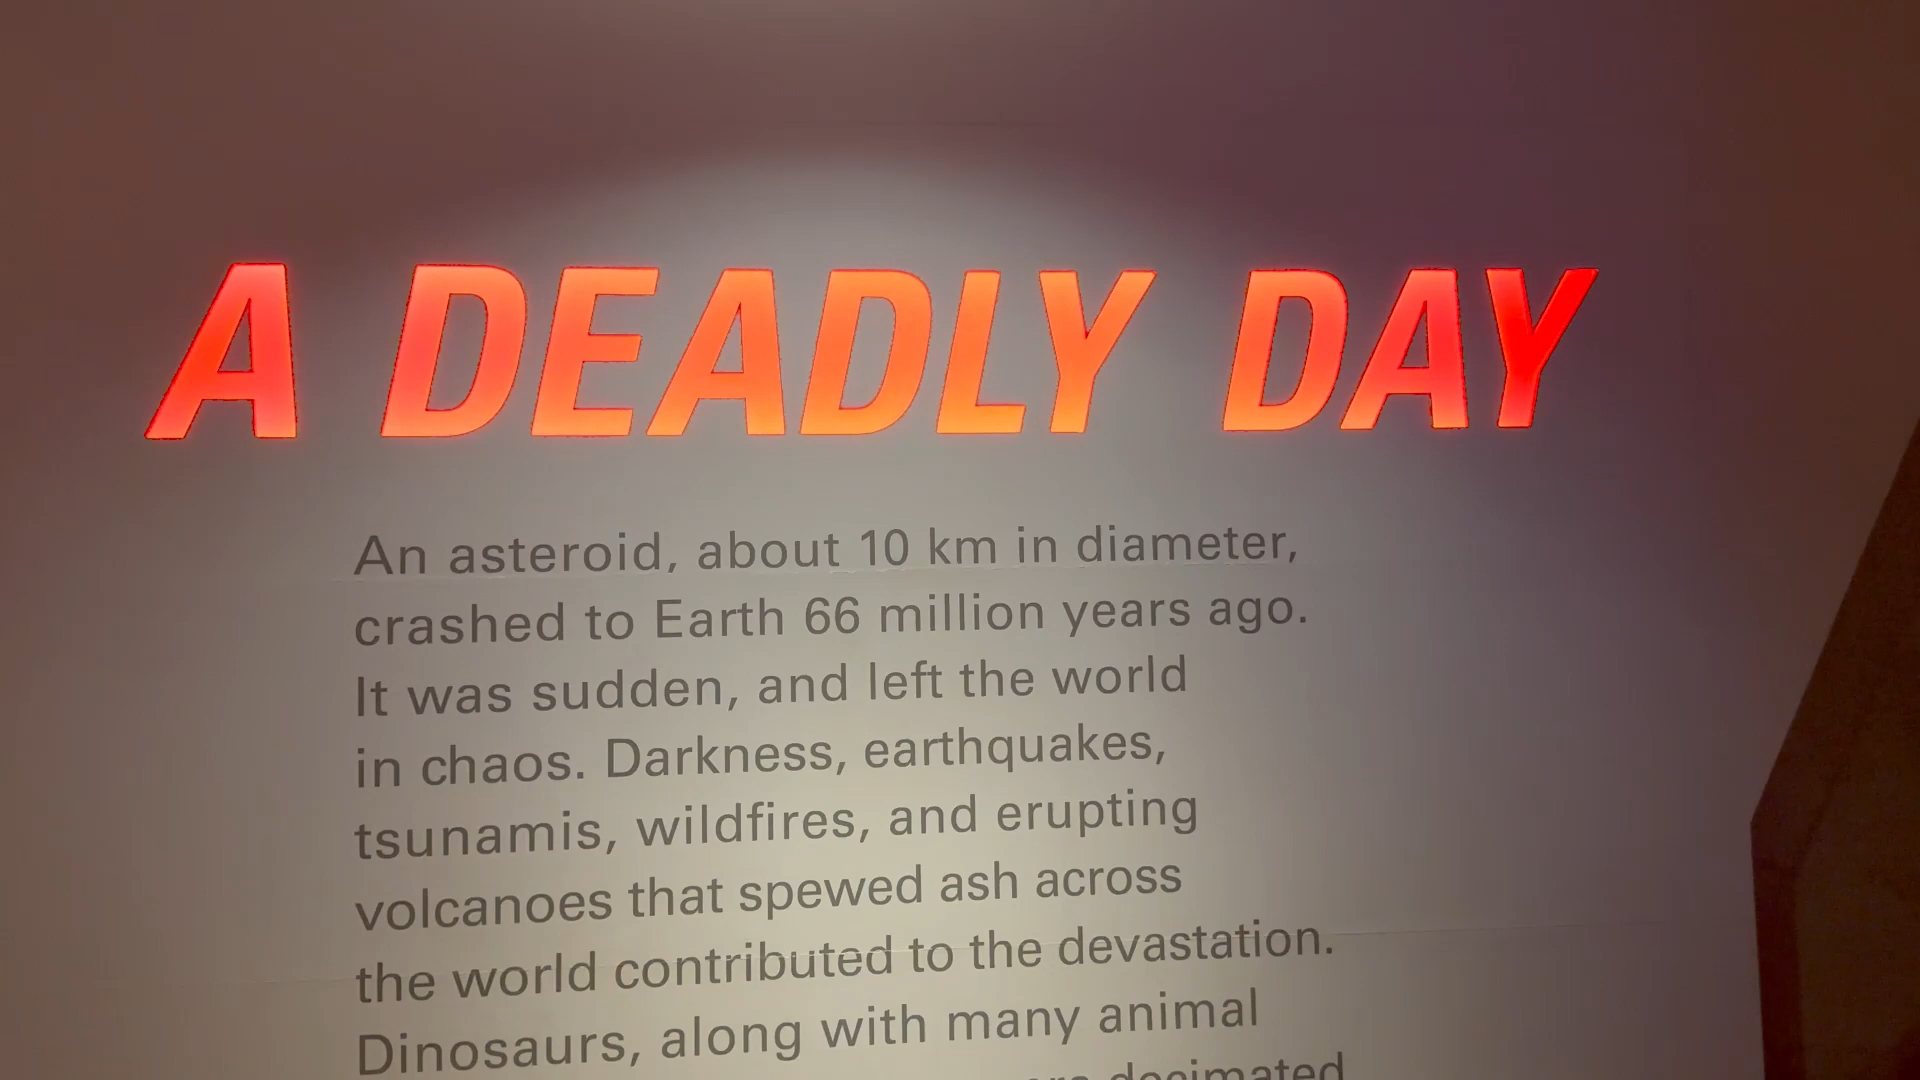 A DEADLY DAY
An asteroid, about 10 km in diameter,
crashed to Earth 66 million years ago.
It was sudden, and left the world
in chaos. Darkness, earthquakes,
tsunamis, wildfires, and erupting
volcanoes that spewed ash across
the world contributed to the devastation.
Dinosaurs, along with many animal
decimated